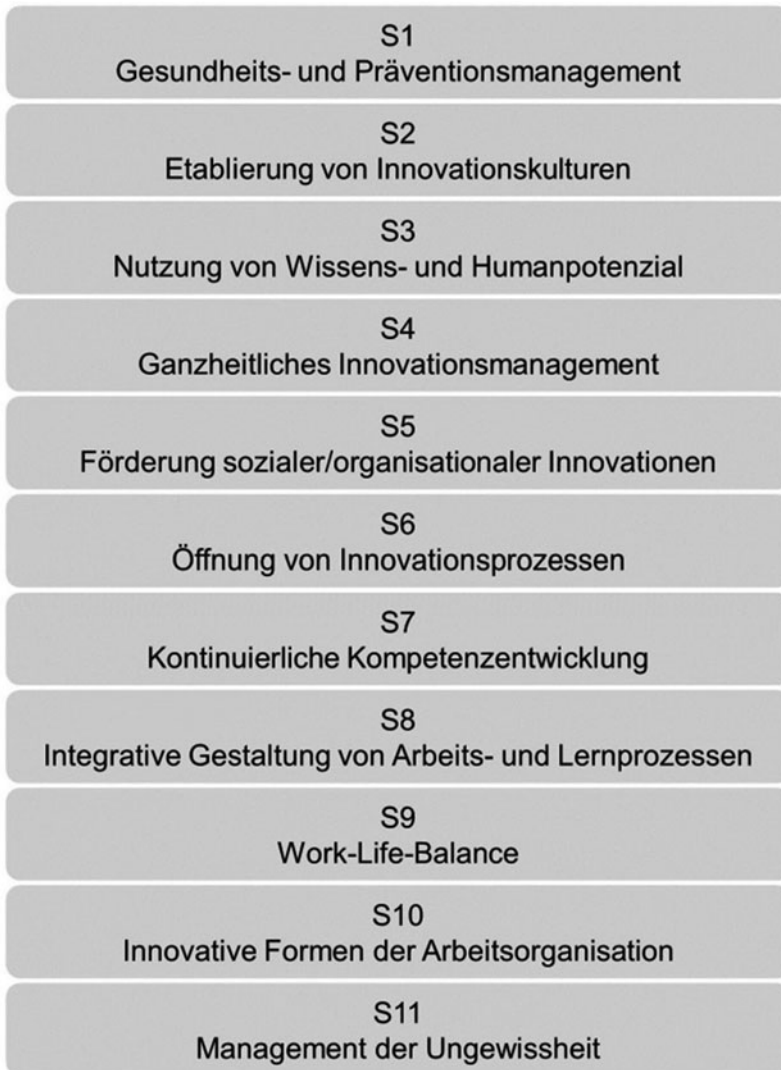 S1
Gesundheits- und Präventionsmanagement
S2
Etablierung von Innovationskulturen
S3
Nutzung von Wissens- und Humanpotenzial
S4
Ganzheitliches Innovationsmanagement
S5
Förderung sozialer/organisationaler Innovationen
S6
Öffnung von Innovationsprozessen
S7
Kontinuierliche Kompetenzentwicklung
S8
Integrative Gestaltung von Arbeits- und Lernprozessen
S9
Work-Life-Balance
S10
Innovative Formen der Arbeitsorganisation
S11
Management der Ungewissheit